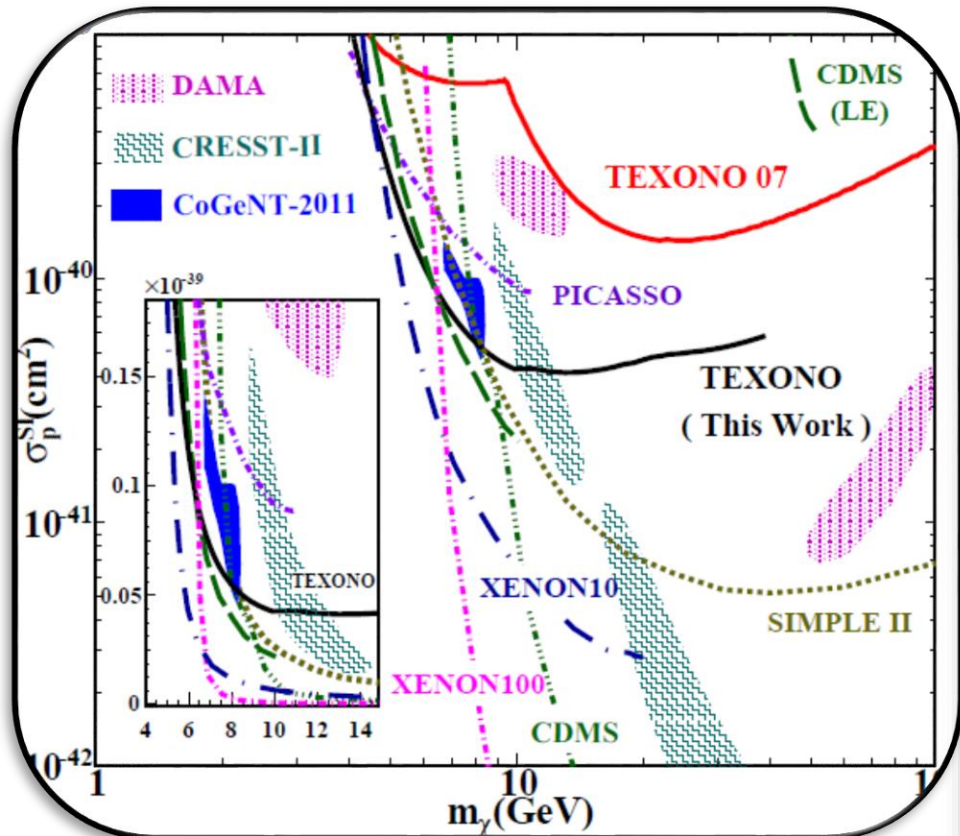 DAMA
CRESST-II
CoGeNT-2011
CDMS
(LE)
TEXONO 07
PICASSO
TEXONO
( This Work )
XENON10
SIMPLE II
XENON100
CDMS
10-40
10-41
10-42
σpSI(cm2)
×10-39
0.15
0.1
0.05
0
TEXONO
4 6 8 10 12 14
1 10
mχ(GeV)